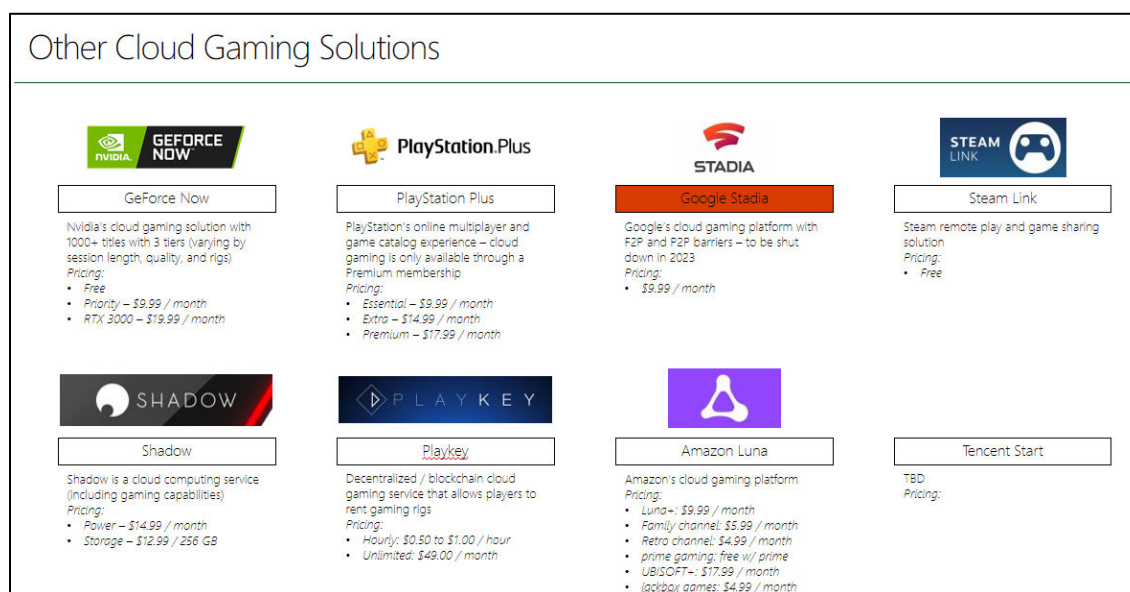 Other Cloud Gaming Solutions
NVIDIA.
GEFORCE
NOW
GeForce Now
Nvidia's cloud gaming solution with
1000+ titles with 3 tiers (varying by
session length, quality, and rigs)
Pricing:
• Free
• Priority – $9.99 / month
• RTX 3000 – $19.99 / month
PlayStation.Plus
PlayStation Plus
PlayStation's online multiplayer and
game catalog experience – cloud
gaming is only available through a
Premium membership
Pricing:
• Essential – $9.99 / month
• Extra – $14.99 / month
• Premium – $17.99 / month
STADIA
Google Stadia
Google's cloud gaming platform with
F2P and P2P barriers – to be shut
down in 2023
Pricing:
• $9.99 / month
STEAM
LINK
Steam Link
Steam remote play and game sharing
solution
Pricing:
• Free
SHADOW
Shadow
Shadow is a cloud computing service
(including gaming capabilities)
Pricing:
• Power – $14.99 / month
• Storage – $12.99 / 256 GB
PLAYKEY
Playkey
Decentralized / blockchain cloud
gaming service that allows players to
rent gaming rigs
Pricing:
• Hourly: $0.50 to $1.00 / hour
• Unlimited: $49.00 / month
Amazon Luna
Amazon's cloud gaming platform
Pricing:
• Luna+: $9.99 / month
• Family channel: $5.99 / month
• Retro channel: $4.99 / month
• prime gaming: free w/ prime
• UBISOFT+: $17.99 / month
• jackbox games: $4.99 / month
Tencent Start
TBD
Pricing: